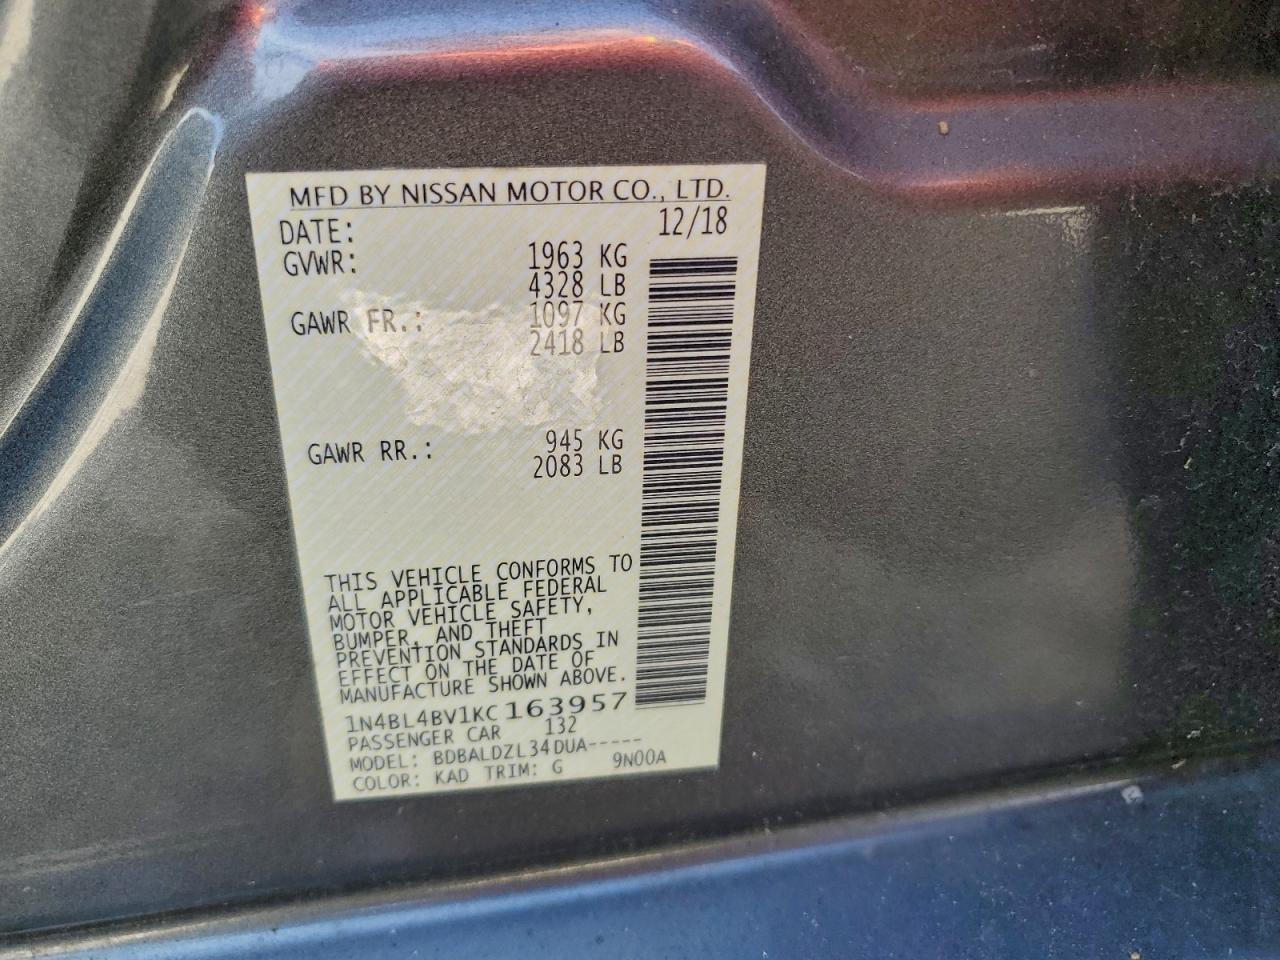 MFD BY NISSAN MOTOR CO., LTD.
DATE: 12/18
GVWR: 1963 KG
4328 LB
GAWR FR.: 1097 KG
2418 LB
GAWR RR.: 945 KG
2083 LB
THIS VEHICLE CONFORMS TO
ALL APPLICABLE FEDERAL
MOTOR VEHICLE SAFETY,
BUMPER, AND THEFT
PREVENTION STANDARDS IN
EFFECT ON THE DATE OF
MANUFACTURE SHOWN ABOVE.
1N4BL4BV1KC163957
PASSENGER CAR 132
MODEL: BDBALDZL34DUA-----
COLOR: KAD TRIM: G 9N00A